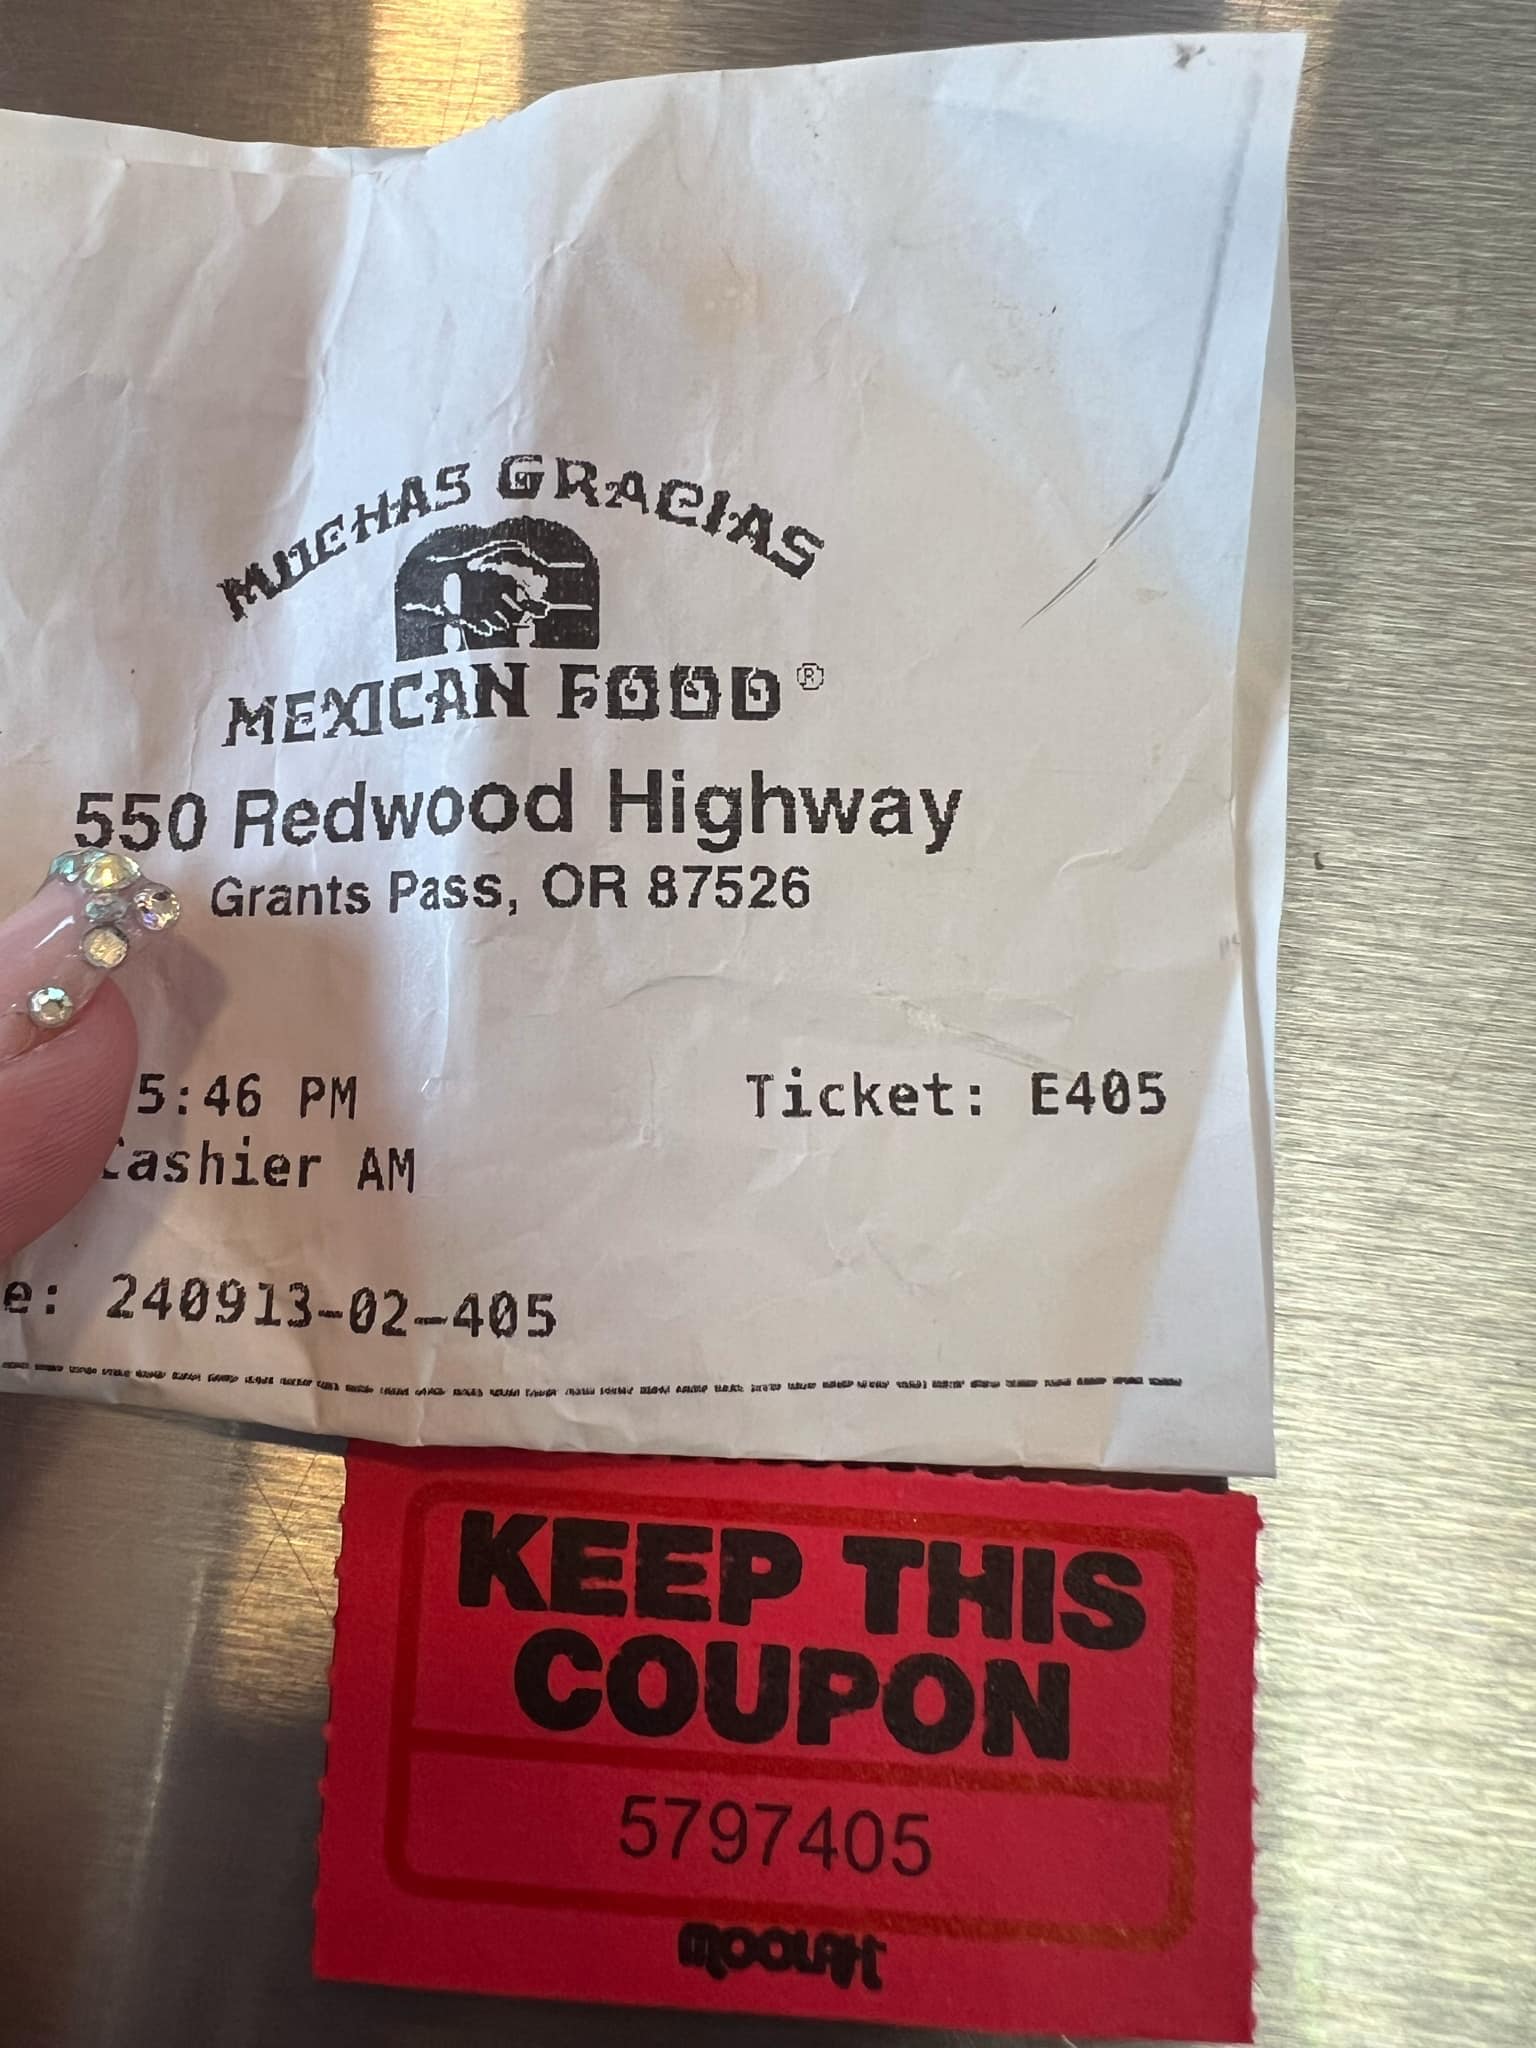 MUCHAS GRACIAS
MEXICAN FOOD®
550 Redwood Highway
Grants Pass, OR 87526
5:46 PM Ticket: E405
Cashier AM
e: 240913-02-405
KEEP THIS
COUPON
5797405